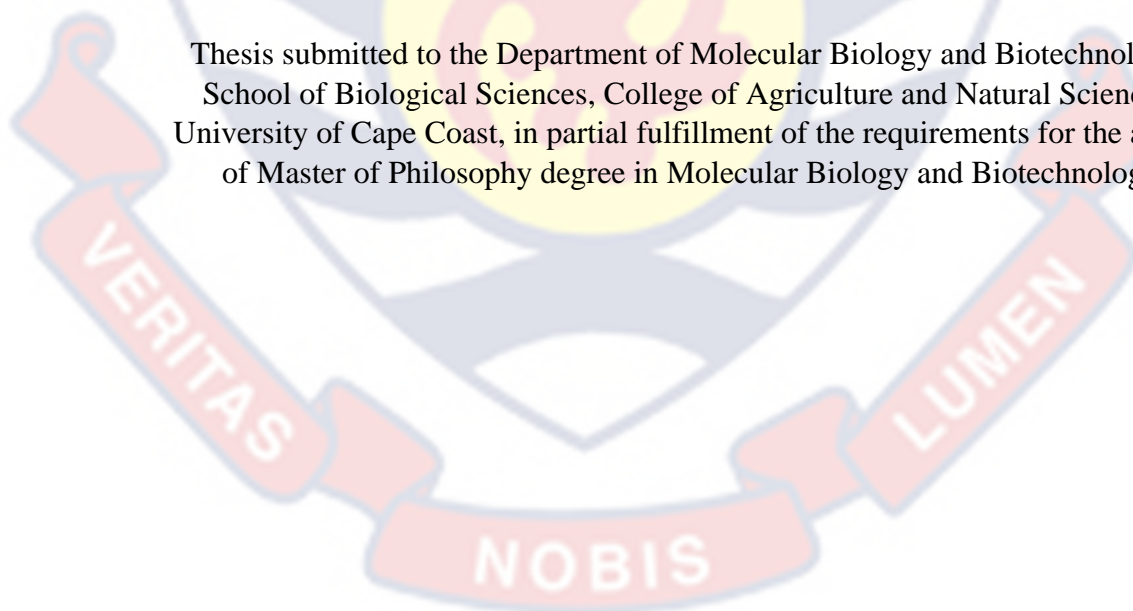 Thesis submitted to the Department of Molecular Biology and Biotechnol
School of Biological Sciences, College of Agriculture and Natural Scien
University of Cape Coast, in partial fulfillment of the requirements for the a
of Master of Philosophy degree in Molecular Biology and Biotechnolog
VERITAS
NOBIS
LUMEN